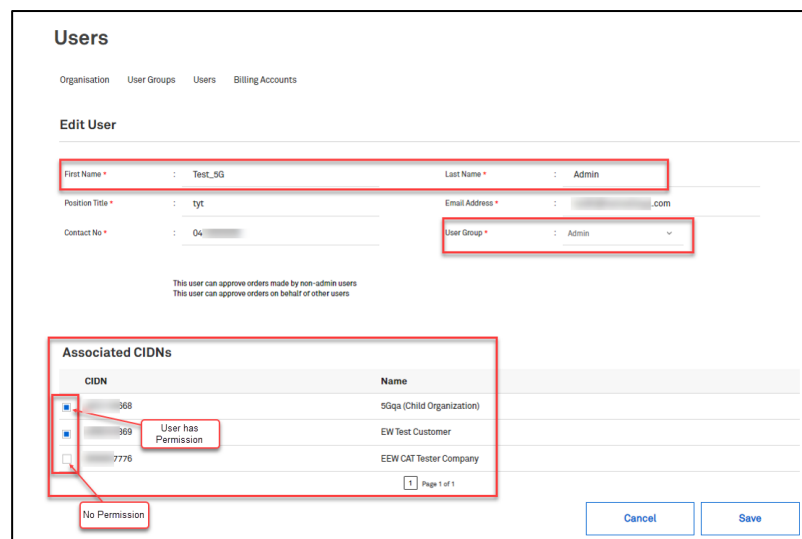 Users
Organisation User Groups Users Billing Accounts
Edit User
First Name * : Test_5G Last Name * : Admin
Position Title * : tyt Email Address * : .com
Contact No * : 04 User Group * : Admin
This user can approve orders made by non-admin users
This user can approve orders on behalf of other users
Associated CIDNs
CIDN Name
668 5Gqa (Child Organization)
869 EW Test Customer
7776 EEW CAT Tester Company
User has
Permission
No Permission
1 Page 1 of 1
Cancel Save